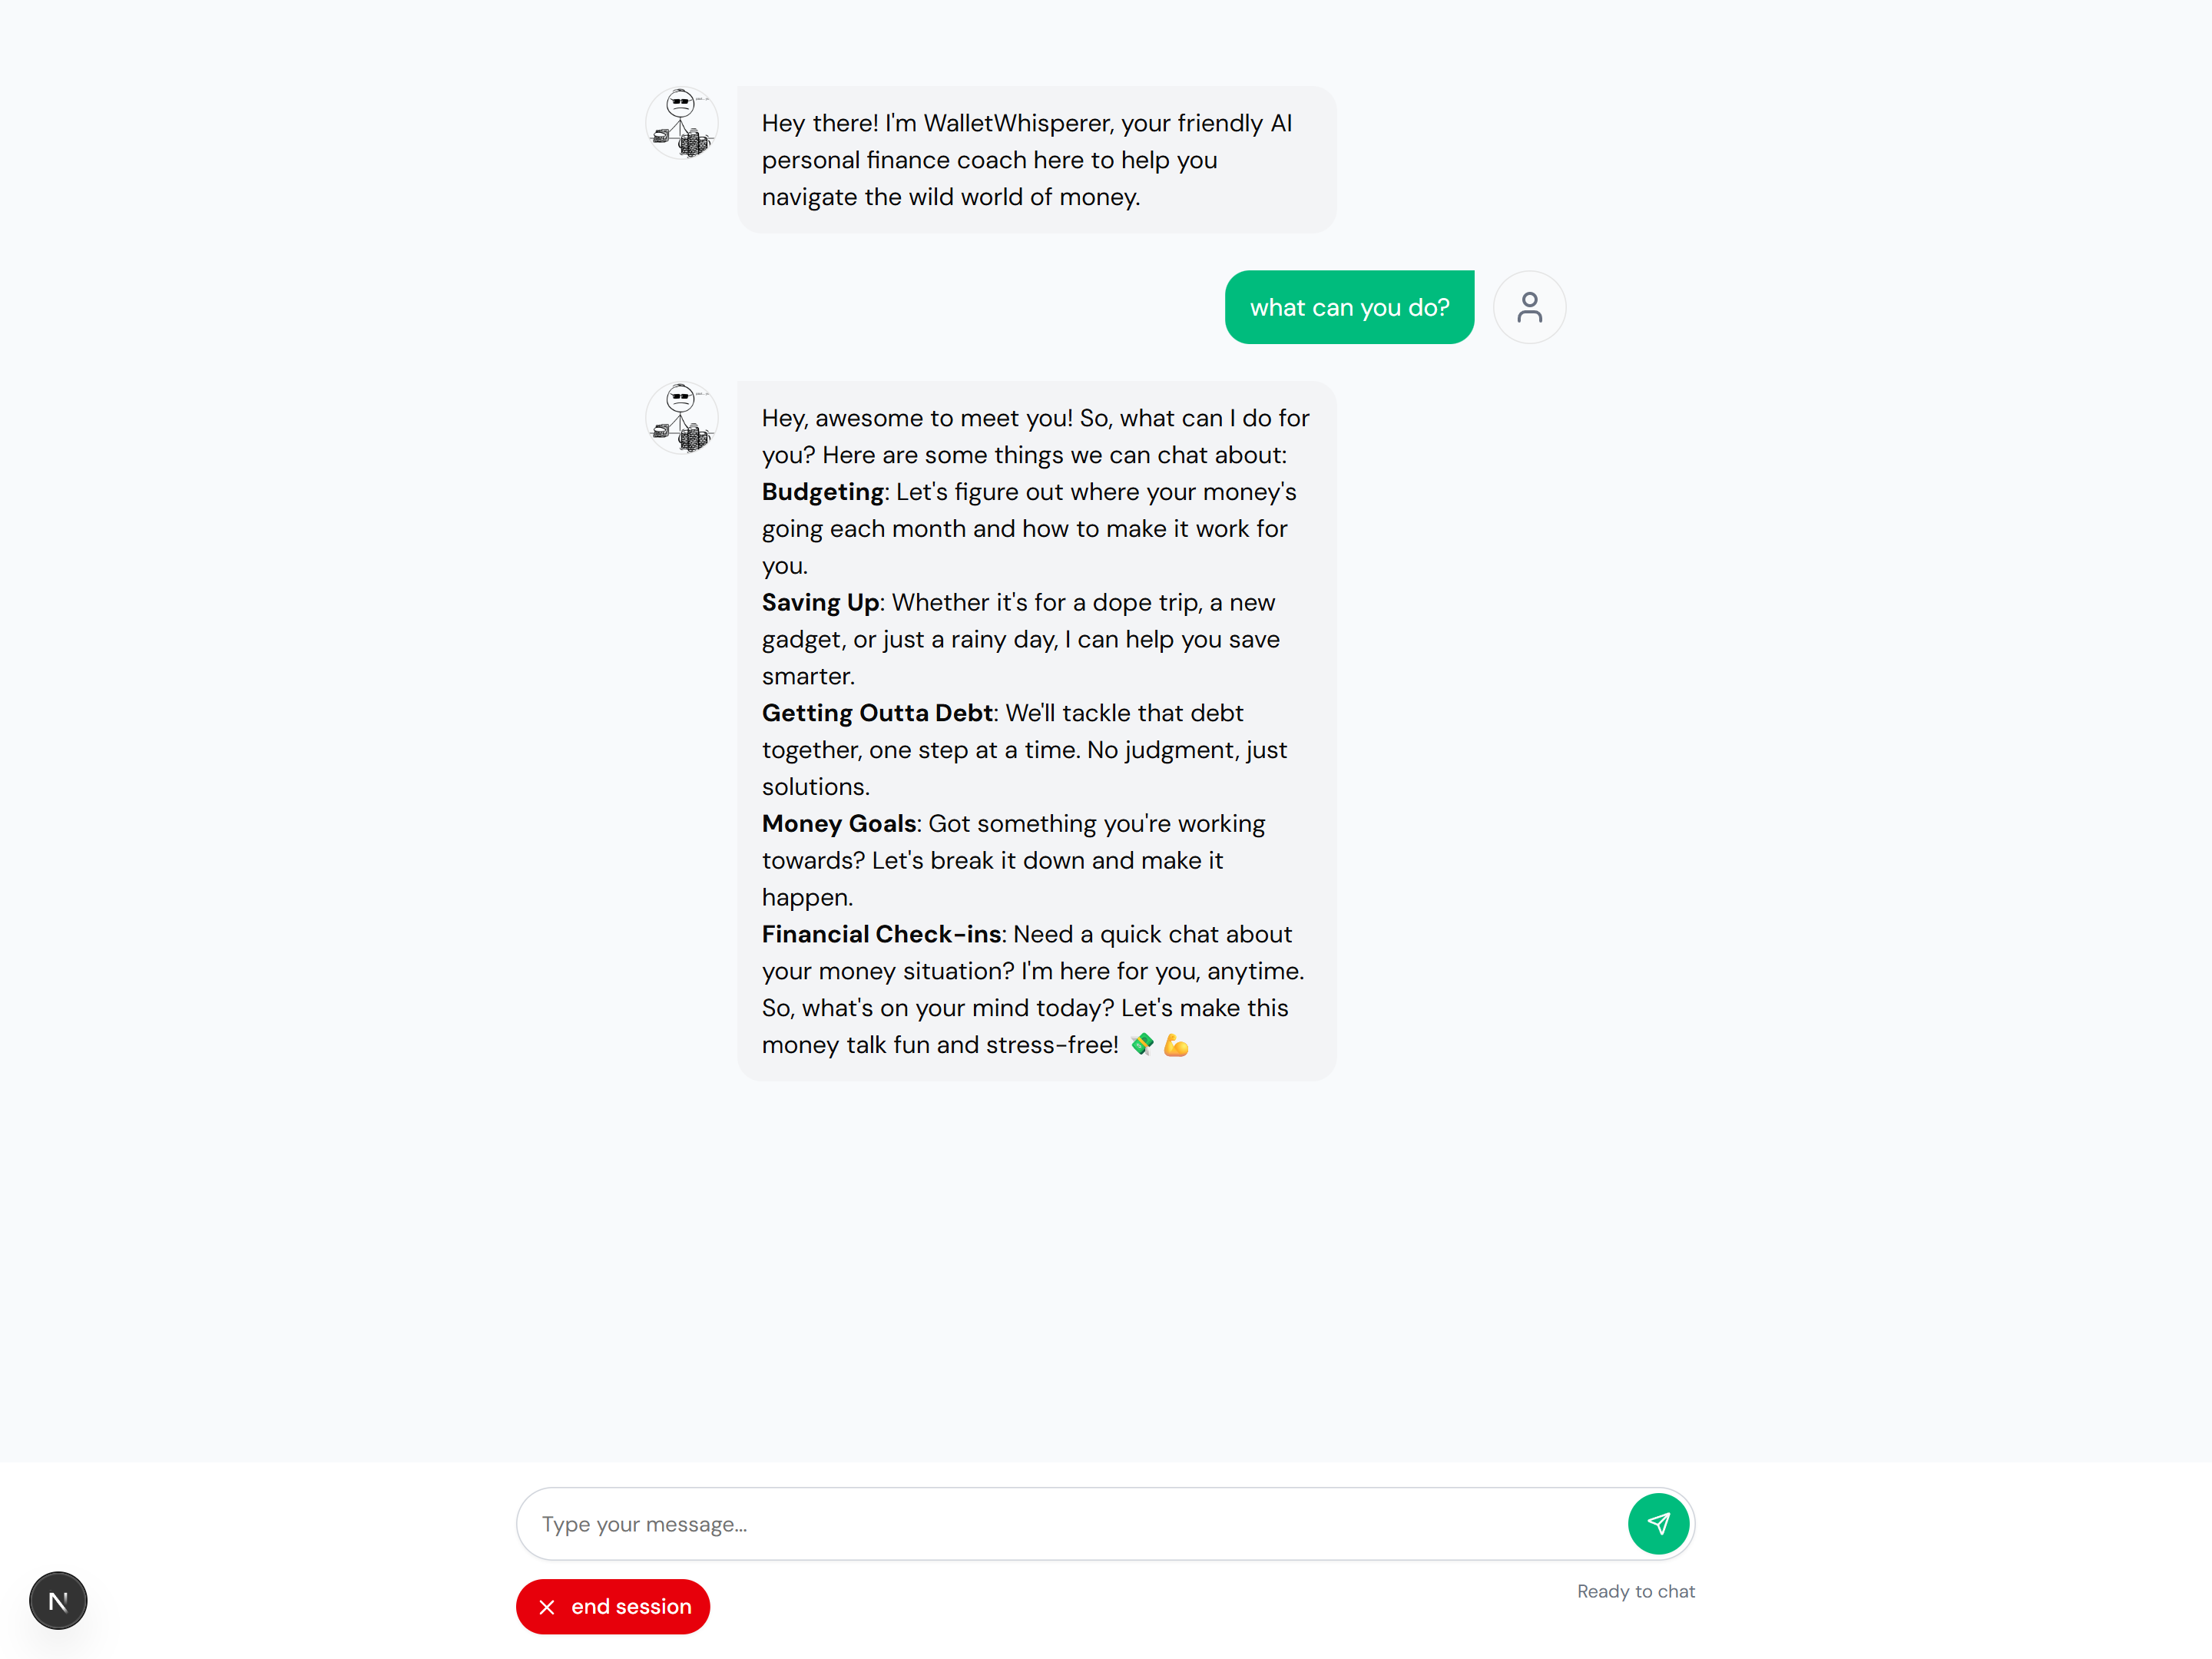 Hey there! I'm WalletWhisperer, your friendly AI
personal finance coach here to help you
navigate the wild world of money.
what can you do?
Hey, awesome to meet you! So, what can I do for
you? Here are some things we can chat about:
Budgeting: Let's figure out where your money's
going each month and how to make it work for
you.
Saving Up: Whether it's for a dope trip, a new
gadget, or just a rainy day, I can help you save
smarter.
Getting Outta Debt: We'll tackle that debt
together, one step at a time. No judgment, just
solutions.
Money Goals: Got something you're working
towards? Let's break it down and make it
happen.
Financial Check-ins: Need a quick chat about
your money situation? I'm here for you, anytime.
So, what's on your mind today? Let's make this
money talk fun and stress-free! 💸 💪
Type your message...
end session
Ready to chat
N